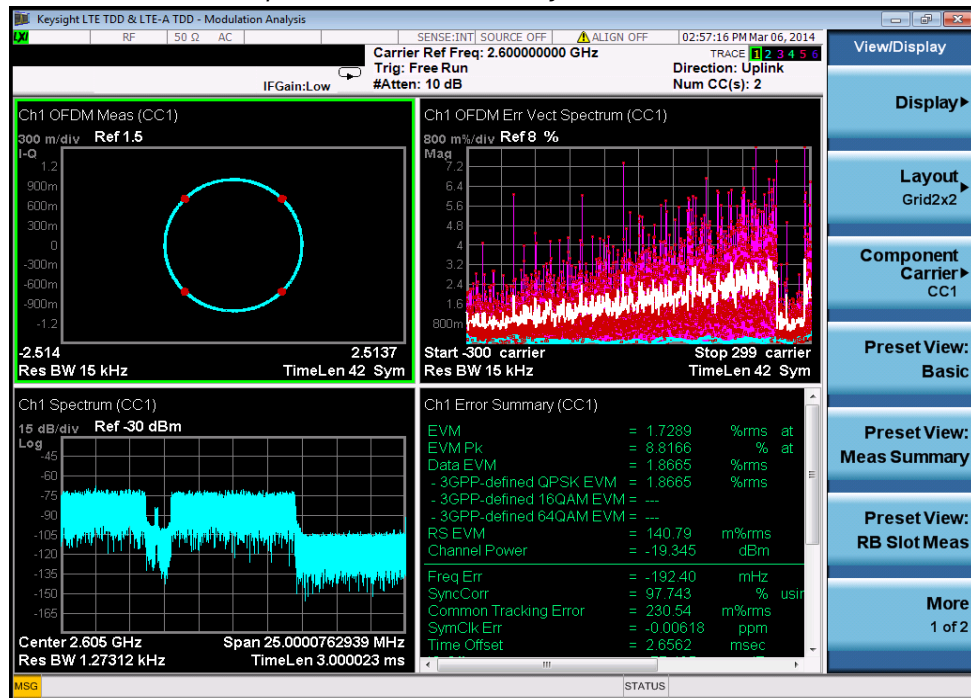 Keysight LTE TDD & LTE-A TDD - Modulation Analysis
LXI RF 50 Ω AC SENSE:INT SOURCE OFF ALIGN OFF 02:57:16 PM Mar 06, 2014
Carrier Ref Freq: 2.600000000 GHz TRACE 1 2 3 4 5 6
Trig: Free Run Direction: Uplink
IFGain:Low #Atten: 10 dB Num CC(s): 2
Ch1 OFDM Meas (CC1)
300 m/div Ref 1.5
I-Q
1.2
900m
600m
300m
0
-300m
-600m
-900m
-1.2
-2.514 2.5137
Res BW 15 kHz TimeLen 42 Sym
Ch1 OFDM Err Vect Spectrum (CC1)
800 m%/div Ref 8 %
Mag
7.2
6.4
5.6
4.8
4
3.2
2.4
1.6
800m
Start -300 carrier Stop 299 carrier
Res BW 15 kHz TimeLen 42 Sym
Ch1 Spectrum (CC1)
15 dB/div Ref -30 dBm
Log
-45
-60
-75
-90
-105
-120
-135
-150
-165
Center 2.605 GHz Span 25.0000762939 MHz
Res BW 1.27312 kHz TimeLen 3.000023 ms
Ch1 Error Summary (CC1)
EVM = 1.7289 %rms at
EVM Pk = 8.8166 % at
Data EVM = 1.8665 %rms
- 3GPP-defined QPSK EVM = 1.8665 %rms
- 3GPP-defined 16QAM EVM = ---
- 3GPP-defined 64QAM EVM = ---
RS EVM = 140.79 m%rms
Channel Power = -19.345 dBm
Freq Err = -192.40 mHz
SyncCorr = 97.743 % usir
Common Tracking Error = 230.54 m%rms
SymClk Err = -0.00618 ppm
Time Offset = 2.6562 msec
View/Display
Display
Layout
Grid2x2
Component
Carrier
CC1
Preset View:
Basic
Preset View:
Meas Summary
Preset View:
RB Slot Meas
More
1 of 2
MSG STATUS